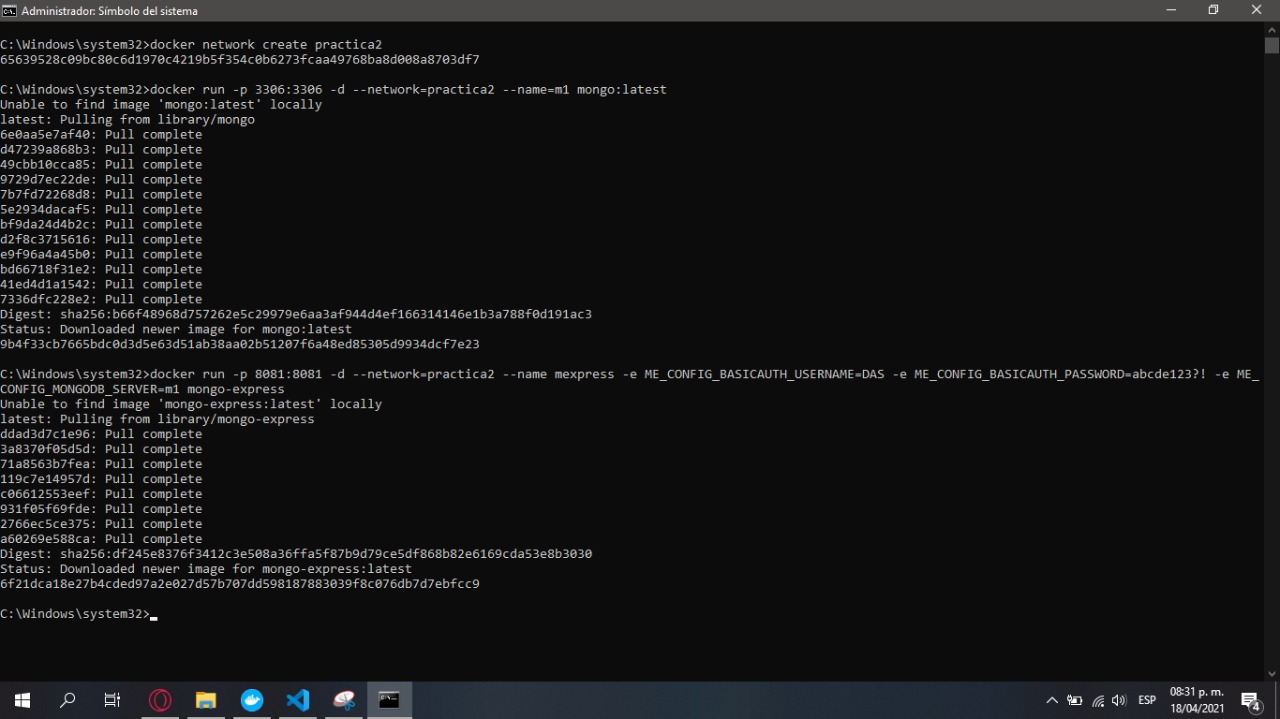 Administrador: Símbolo del sistema
C:\Windows\system32>docker network create practica2
65639528c09bc80c6d1970c4219b5f354c0b6273fcaa49768ba8d008a8703df7
C:\Windows\system32>docker run -p 3306:3306 -d --network=practica2 --name=m1 mongo:latest
Unable to find image 'mongo:latest' locally
latest: Pulling from library/mongo
6e0aa5e7af40: Pull complete
d47239a868b3: Pull complete
49cbb10cca85: Pull complete
9729d7ec22de: Pull complete
7b7fd72268d8: Pull complete
5e2934dacaf5: Pull complete
bf9da24d4b2c: Pull complete
d2f8c3715616: Pull complete
e9f96a4a45b0: Pull complete
bd66718f31e2: Pull complete
41ed4d1a1542: Pull complete
7336dfc228e2: Pull complete
Digest: sha256:b66f48968d757262e5c29979e6aa3af944d4ef166314146e1b3a788f0d191ac3
Status: Downloaded newer image for mongo:latest
9b4f33cb7665bdc0d3d5e63d51ab38aa02b51207f6a48ed85305d9934dcf7e23
C:\Windows\system32>docker run -p 8081:8081 -d --network=practica2 --name mexpress -e ME_CONFIG_BASICAUTH_USERNAME=DAS -e ME_CONFIG_BASICAUTH_PASSWORD=abcde123?! -e ME_
CONFIG_MONGODB_SERVER=m1 mongo-express
Unable to find image 'mongo-express:latest' locally
latest: Pulling from library/mongo-express
ddad3d7c1e96: Pull complete
3a8370f05d5d: Pull complete
71a8563b7fea: Pull complete
119c7e14957d: Pull complete
c06612553eef: Pull complete
931f05f69fde: Pull complete
2766ec5ce375: Pull complete
a60269e588ca: Pull complete
Digest: sha256:df245e8376f3412c3e508a36ffa5f87b9d79ce5df868b82e6169cda53e8b3030
Status: Downloaded newer image for mongo-express:latest
6f21dca18e27b4cded97a2e027d57b707dd598187883039f8c076db7d7ebfcc9
C:\Windows\system32>
ESP
08:31 p. m.
18/04/2021
4